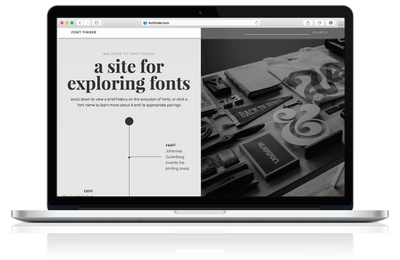 fontfinder.com
FONT FINDER
SEARCH
WELCOME TO FONT FINDER
a site for
exploring fonts
scroll down to view a brief history on the evolution of fonts, or click a
font name to learn more about it and its appropriate pairings
1440:
Johannes
Gutenberg
invents the
printing press
BACK TO